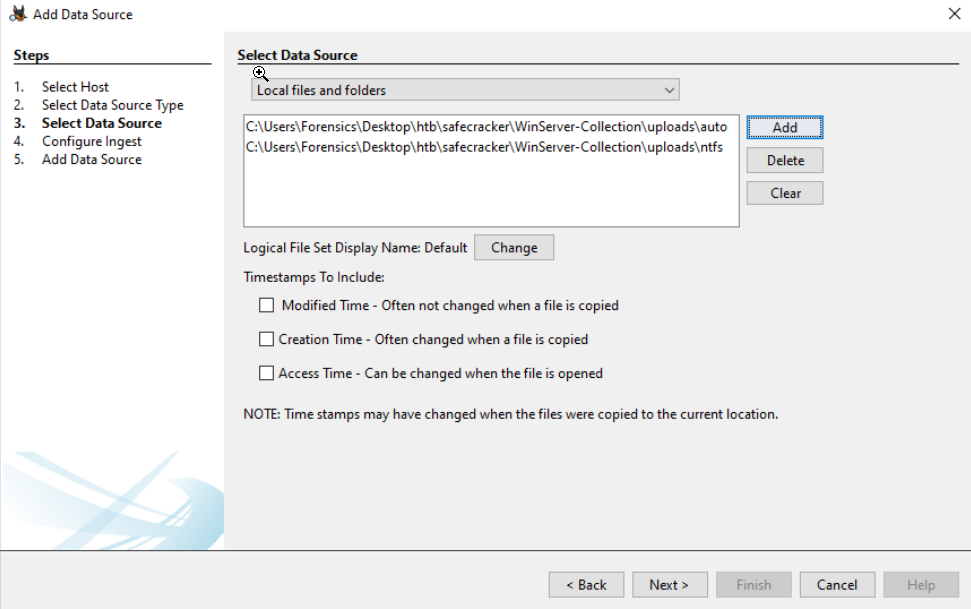 Add Data Source
Steps
1. Select Host
2. Select Data Source Type
3. Select Data Source
4. Configure Ingest
5. Add Data Source
Select Data Source
Local files and folders
C:\Users\Forensics\Desktop\htb\safecracker\WinServer-Collection\uploads\auto
C:\Users\Forensics\Desktop\htb\safecracker\WinServer-Collection\uploads\ntfs
Add
Delete
Clear
Logical File Set Display Name: Default Change
Timestamps To Include:
Modified Time - Often not changed when a file is copied
Creation Time - Often changed when a file is copied
Access Time - Can be changed when the file is opened
NOTE: Time stamps may have changed when the files were copied to the current location.
< Back Next > Finish Cancel Help